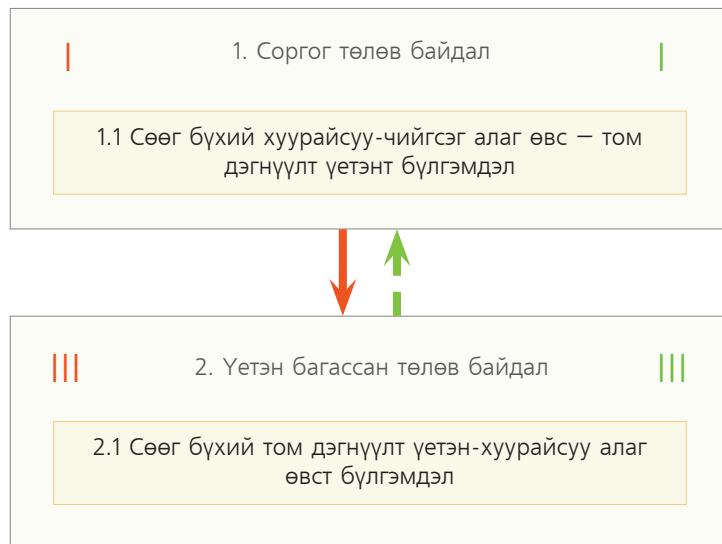 1. Соргог төлөв байдал
1.1 Сөөг бүхий хуурайсуу-чийгсэг алаг өвс – том
дэгнүүлт үетэнт бүлгэмдэл
2. Үетэн багассан төлөв байдал
2.1 Сөөг бүхий том дэгнүүлт үетэн-хуурайсуу алаг
өвст бүлгэмдэл